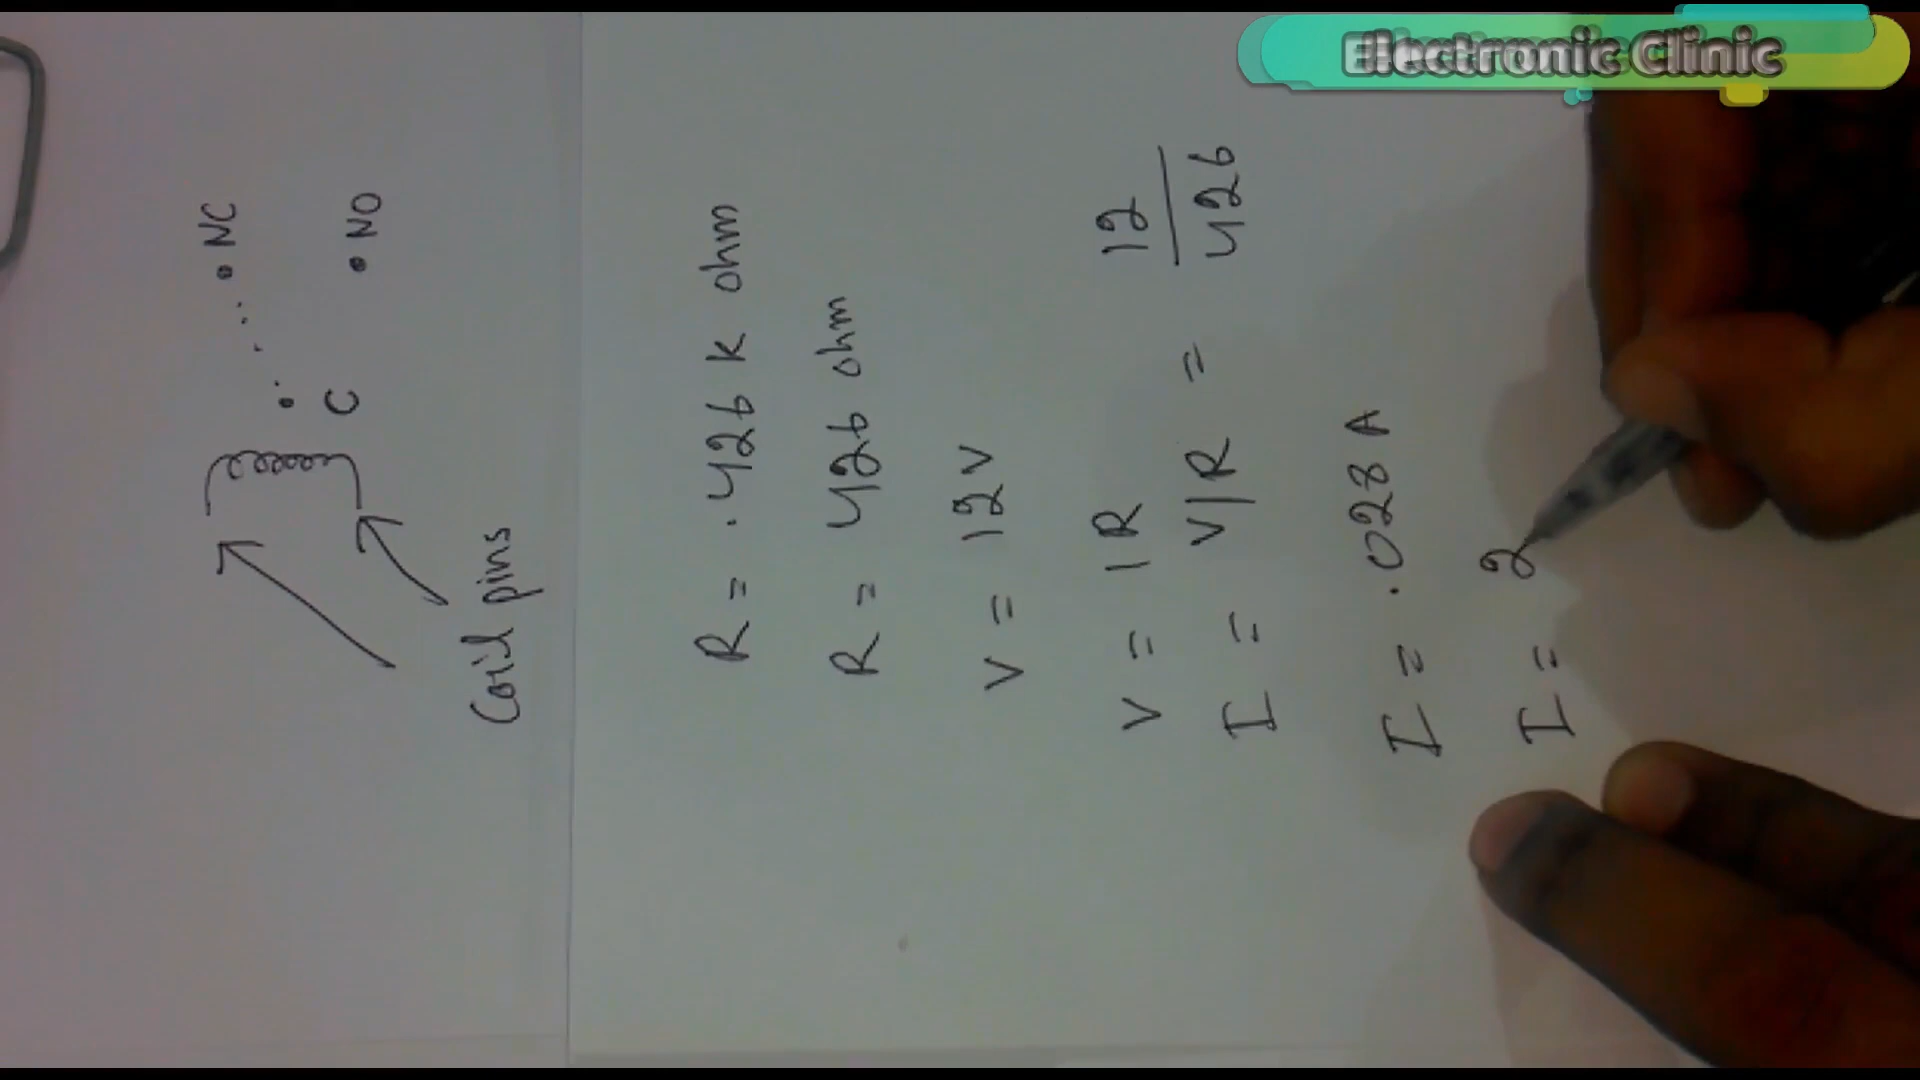 Electronic Clinic
NC
NO
C
Coil pins
R = .426 K ohm
R = 426 ohm
V = 12V
V = IR
I = V/R = 12/426
I = .028 A
I = 2